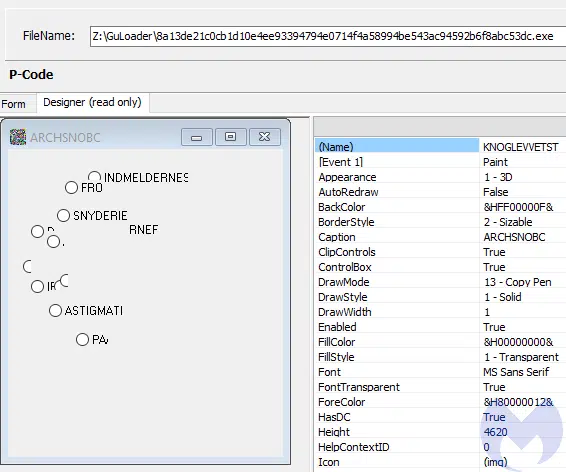 FileName: Z:\GuLoader\8a13de21c0cb1d10e4ee93394794e0714f4a58994be543ac94592b6f8abc53dc.exe
P-Code
Form Designer (read only)
ARCHSNOBC
INDMELDERNES
FRO
SNYDERIE
RNEF
ASTIGMATI
PA
(Name) KNOGLEVVETST
[Event 1] Paint
Appearance 1 - 3D
AutoRedraw False
BackColor &HFF00000F&
BorderStyle 2 - Sizable
Caption ARCHSNOBC
ClipControls True
ControlBox True
DrawMode 13 - Copy Pen
DrawStyle 1 - Solid
DrawWidth 1
Enabled True
FillColor &H00000000&
FillStyle 1 - Transparent
Font MS Sans Serif
FontTransparent True
ForeColor &H80000012&
HasDC True
Height 4620
HelpContextID 0
Icon (img)